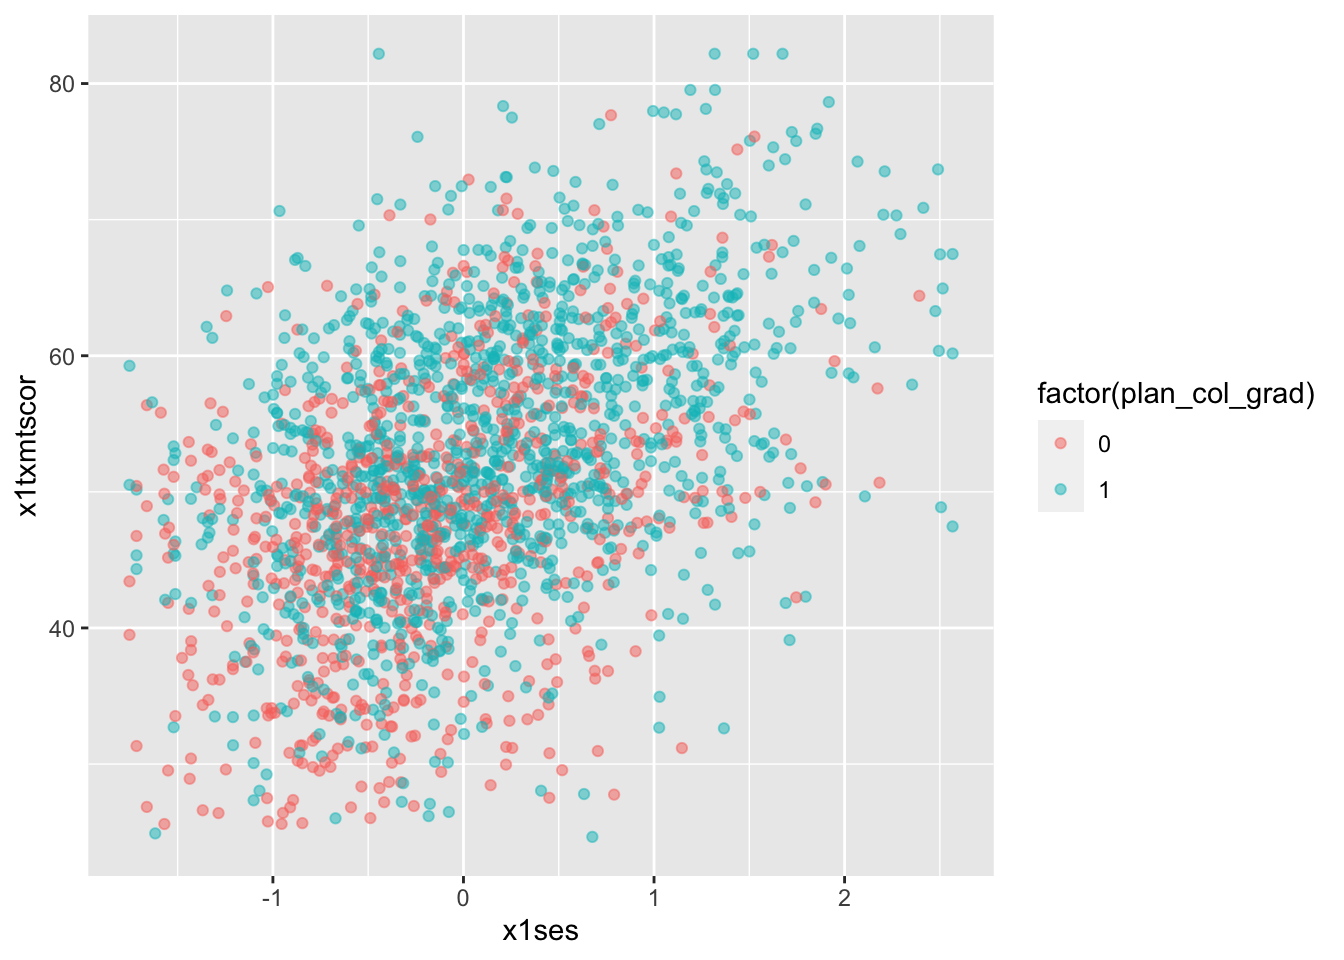 80
60
40
x1txmtscor
-1 0 1 2
x1ses
factor(plan_col_grad)
0
1